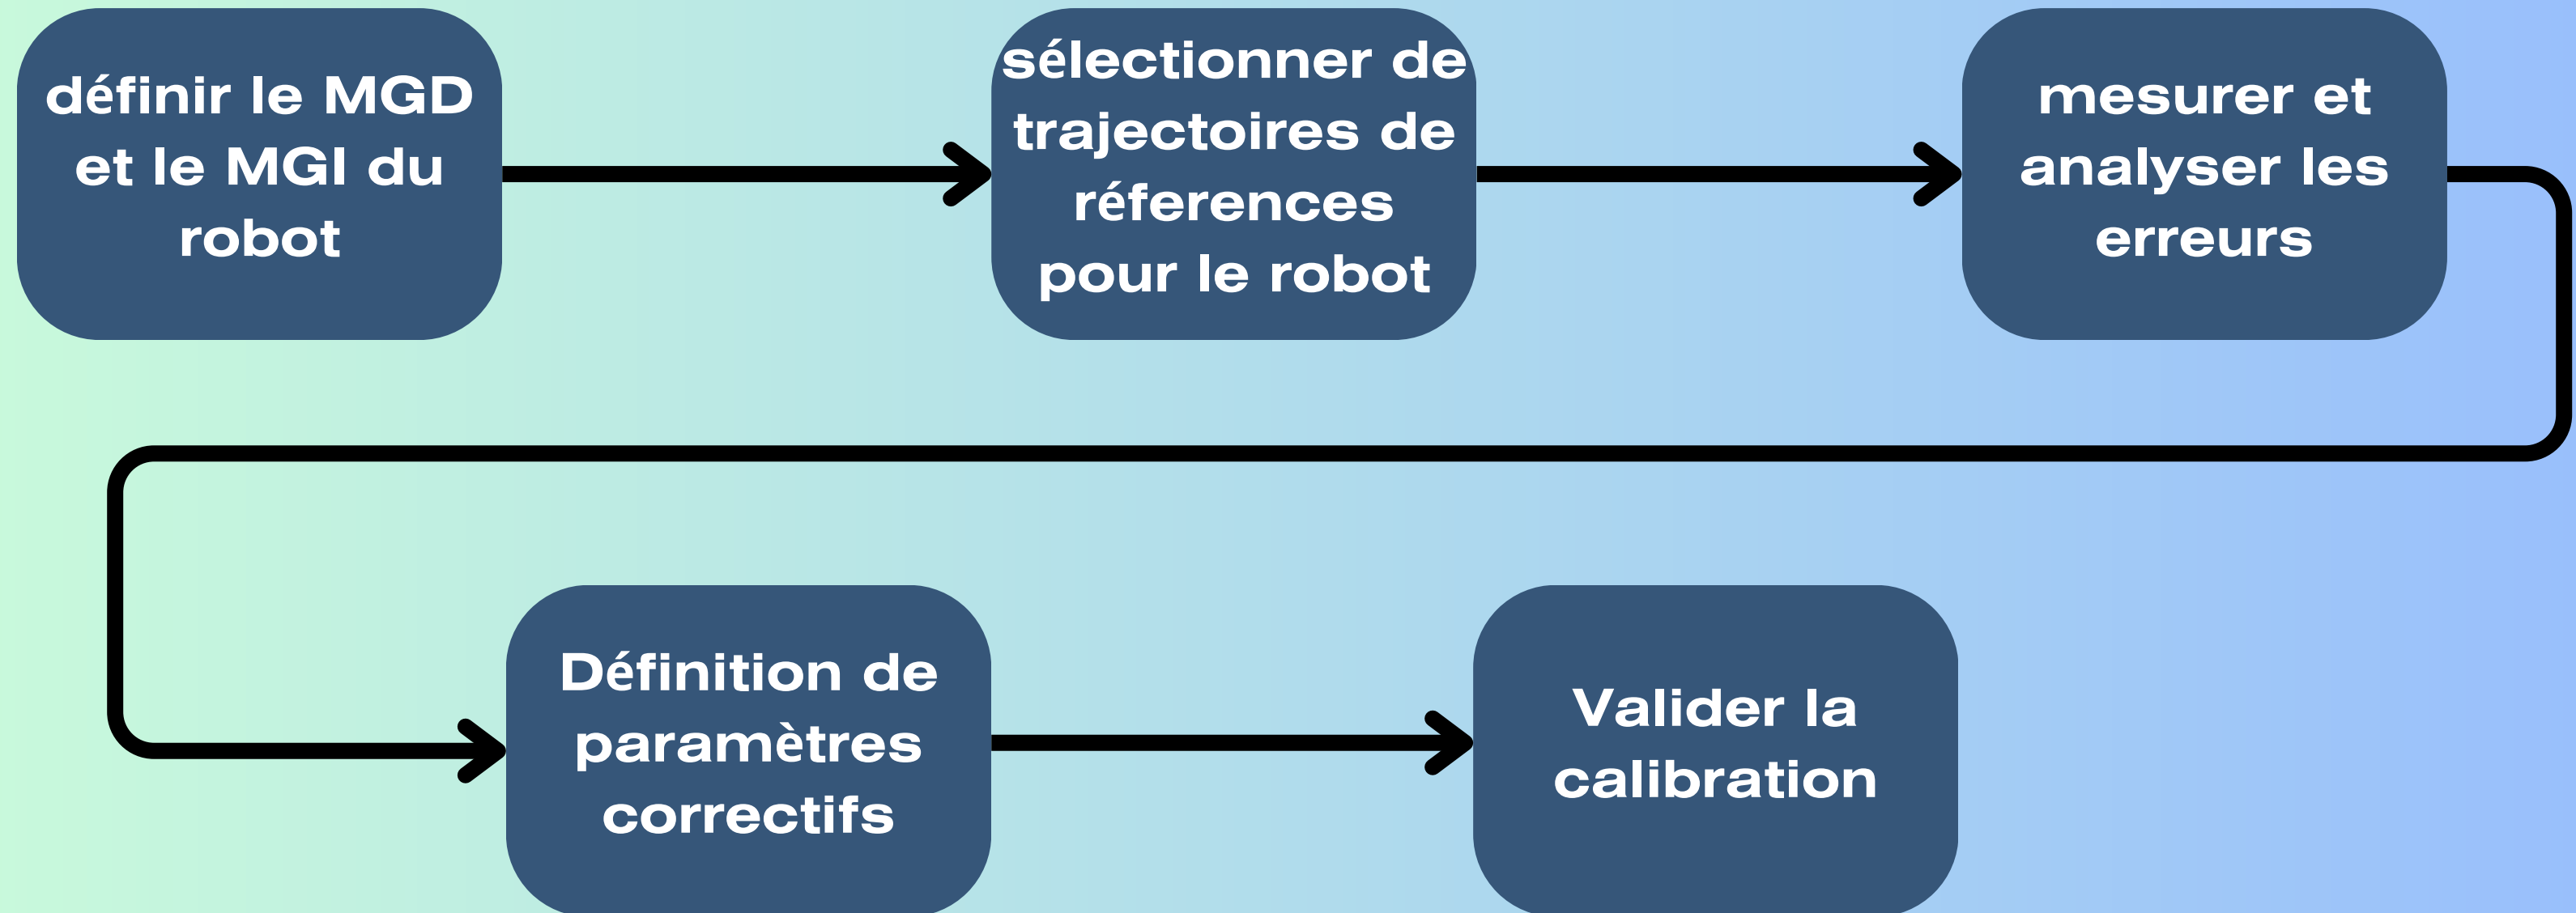 définir le MGD
et le MGI du
robot
sélectionner de
trajectoires de
réferences
pour le robot
mesurer et
analyser les
erreurs
Définition de
paramètres
correctifs
Valider la
calibration